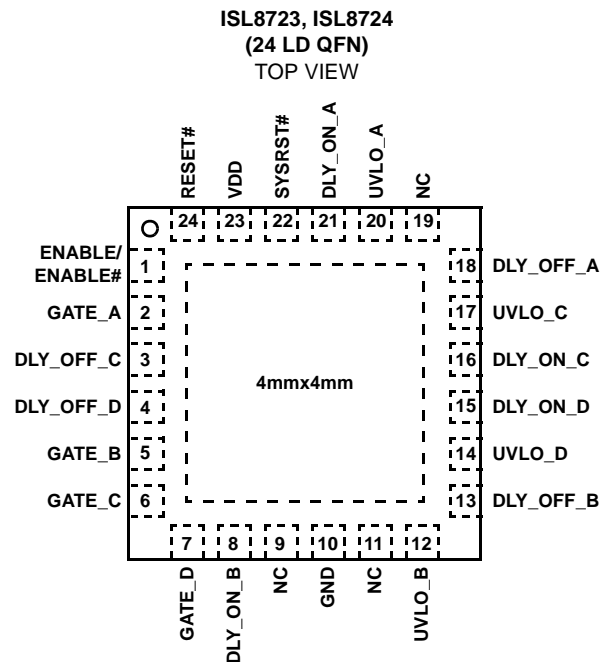 ISL8723, ISL8724
(24 LD QFN)
TOP VIEW
RESET#
VDD
SYSRST#
DLY_ON_A
UVLO_A
NC
24 23 22 21 20 19
ENABLE/
ENABLE#
1
18 DLY_OFF_A
GATE_A 2
17 UVLO_C
DLY_OFF_C 3
16 DLY_ON_C
4mmx4mm
DLY_OFF_D 4
15 DLY_ON_D
GATE_B 5
14 UVLO_D
GATE_C 6
13 DLY_OFF_B
7 8 9 10 11 12
GATE_D
DLY_ON_B
NC
GND
NC
UVLO_B